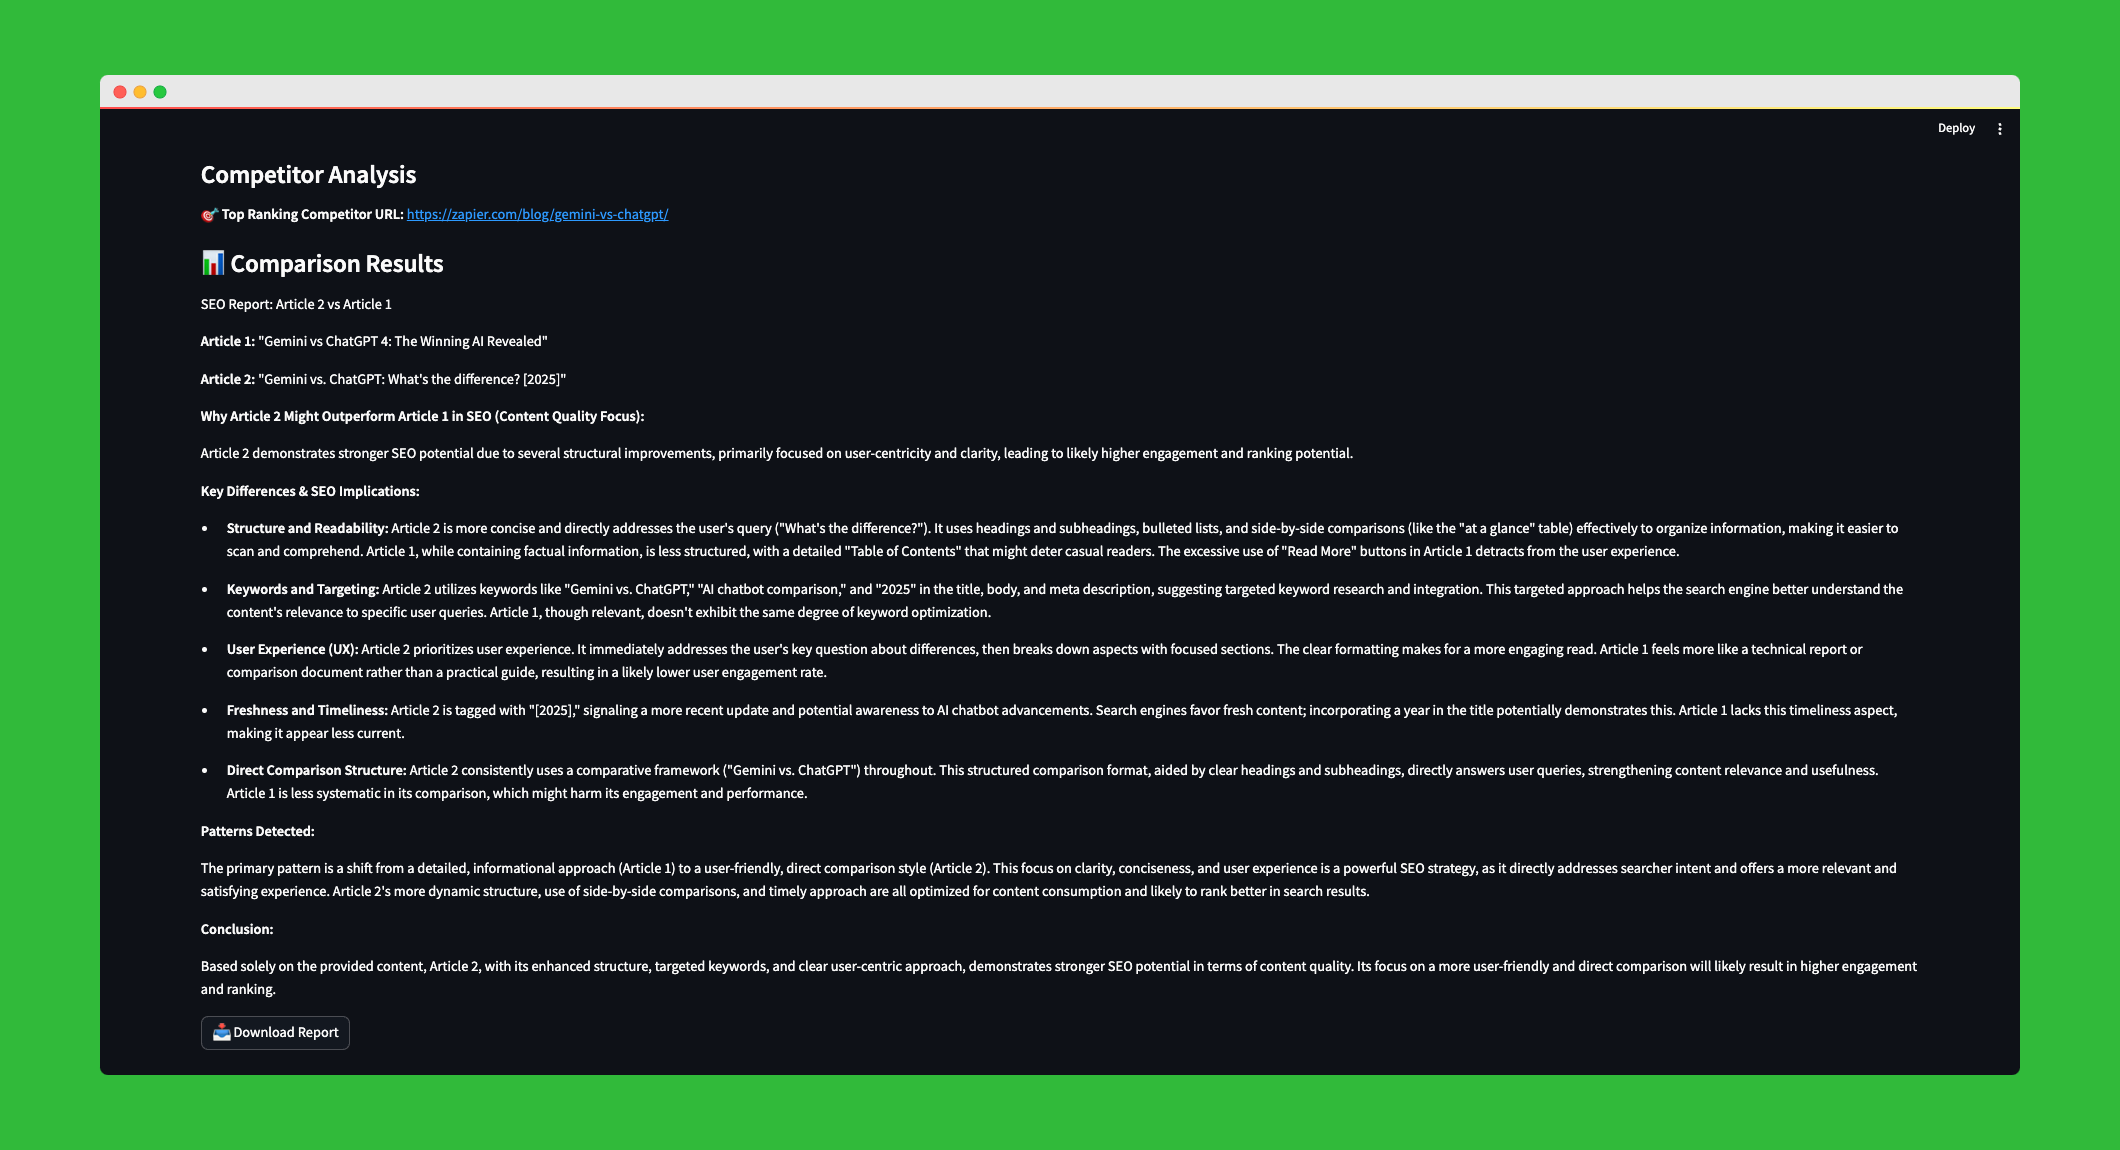 Deploy
Competitor Analysis
🎯 Top Ranking Competitor URL: https://zapier.com/blog/gemini-vs-chatgpt/
📊 Comparison Results
SEO Report: Article 2 vs Article 1
Article 1: "Gemini vs ChatGPT 4: The Winning AI Revealed"
Article 2: "Gemini vs. ChatGPT: What's the difference? [2025]"
Why Article 2 Might Outperform Article 1 in SEO (Content Quality Focus):
Article 2 demonstrates stronger SEO potential due to several structural improvements, primarily focused on user-centricity and clarity, leading to likely higher engagement and ranking potential.
Key Differences & SEO Implications:
• Structure and Readability: Article 2 is more concise and directly addresses the user's query ("What's the difference?"). It uses headings and subheadings, bulleted lists, and side-by-side comparisons (like the "at a glance" table) effectively to organize information, making it easier to
scan and comprehend. Article 1, while containing factual information, is less structured, with a detailed "Table of Contents" that might deter casual readers. The excessive use of "Read More" buttons in Article 1 detracts from the user experience.
• Keywords and Targeting: Article 2 utilizes keywords like "Gemini vs. ChatGPT," "AI chatbot comparison," and "2025" in the title, body, and meta description, suggesting targeted keyword research and integration. This targeted approach helps the search engine better understand the
content's relevance to specific user queries. Article 1, though relevant, doesn't exhibit the same degree of keyword optimization.
• User Experience (UX): Article 2 prioritizes user experience. It immediately addresses the user's key question about differences, then breaks down aspects with focused sections. The clear formatting makes for a more engaging read. Article 1 feels more like a technical report or
comparison document rather than a practical guide, resulting in a likely lower user engagement rate.
• Freshness and Timeliness: Article 2 is tagged with "[2025]," signaling a more recent update and potential awareness to AI chatbot advancements. Search engines favor fresh content; incorporating a year in the title potentially demonstrates this. Article 1 lacks this timeliness aspect,
making it appear less current.
• Direct Comparison Structure: Article 2 consistently uses a comparative framework ("Gemini vs. ChatGPT") throughout. This structured comparison format, aided by clear headings and subheadings, directly answers user queries, strengthening content relevance and usefulness.
Article 1 is less systematic in its comparison, which might harm its engagement and performance.
Patterns Detected:
The primary pattern is a shift from a detailed, informational approach (Article 1) to a user-friendly, direct comparison style (Article 2). This focus on clarity, conciseness, and user experience is a powerful SEO strategy, as it directly addresses searcher intent and offers a more relevant and
satisfying experience. Article 2's more dynamic structure, use of side-by-side comparisons, and timely approach are all optimized for content consumption and likely to rank better in search results.
Conclusion:
Based solely on the provided content, Article 2, with its enhanced structure, targeted keywords, and clear user-centric approach, demonstrates stronger SEO potential in terms of content quality. Its focus on a more user-friendly and direct comparison will likely result in higher engagement
and ranking.
📥 Download Report